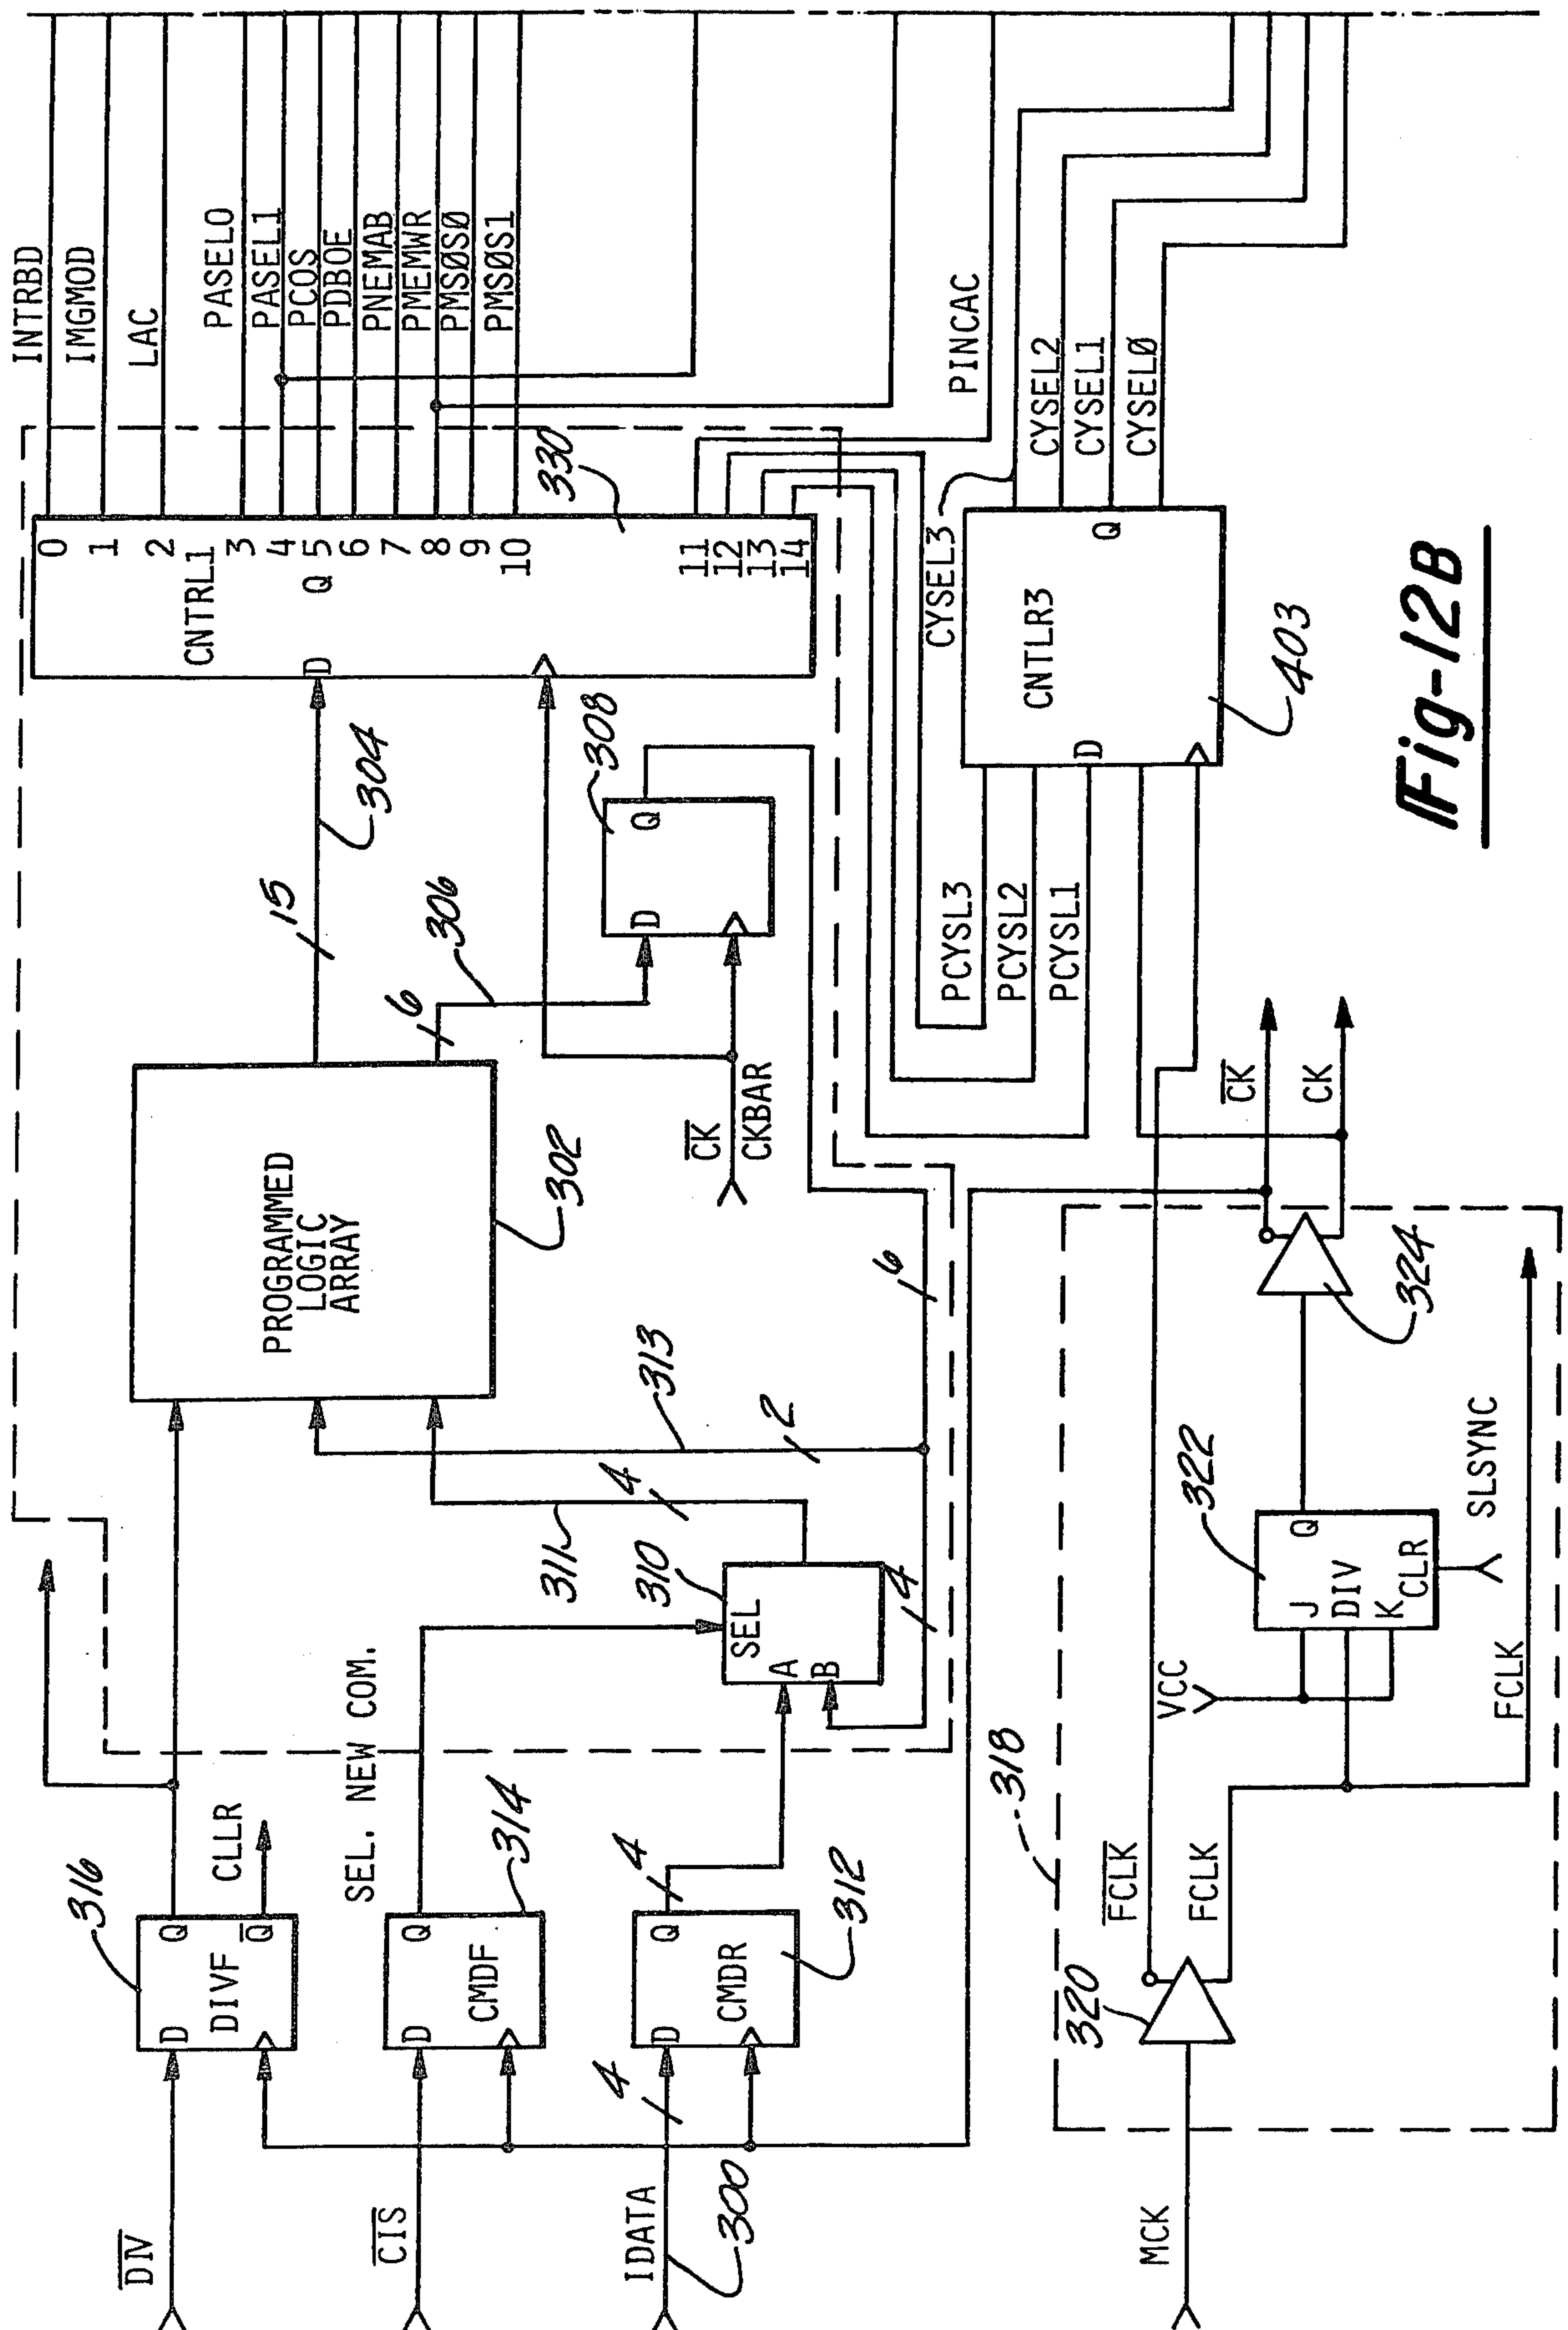 INTRBD
IMGMOD
LAC
PASEL0
PASEL1
PCOS
PDBOE
PNEMAB
PMEMWR
PMSØSØ
PMSØS1
PINCAC
0
1
2
3
4
5
6
7
8
9
10
11
12
13
14
CNTRL1
D
Q
330
304
15
306
6
308
D
Q
CK
CKBAR
PROGRAMMED
LOGIC
ARRAY
302
313
2
6
311
4
310
SEL
A
B
4
SEL. NEW COM.
DIV
316
D
Q
DIVF
Q
CLLR
CIS
314
D
Q
CMDF
IDATA
300
4
312
D
Q
CMDR
4
CYSEL3
CYSEL2
CYSEL1
CYSELØ
CNTLR3
D
Q
403
PCYSL3
PCYSL2
PCYSL1
CK
CK
MCK
318
320
FCLK
FCLK
VCC
322
J
DIV
K
Q
CLR
SLSYNC
FCLK
324
Fig-12B